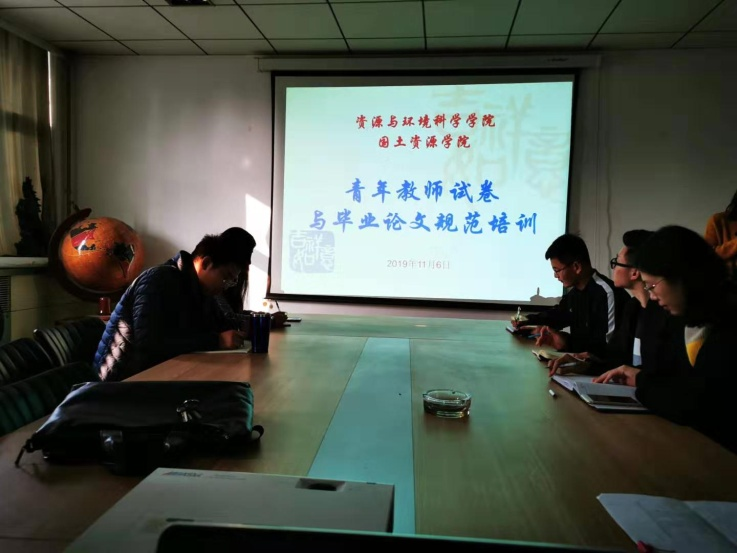 资源与环境科学学院
国土资源学院
青年教师试卷
与毕业论文规范培训
2019年11月6日